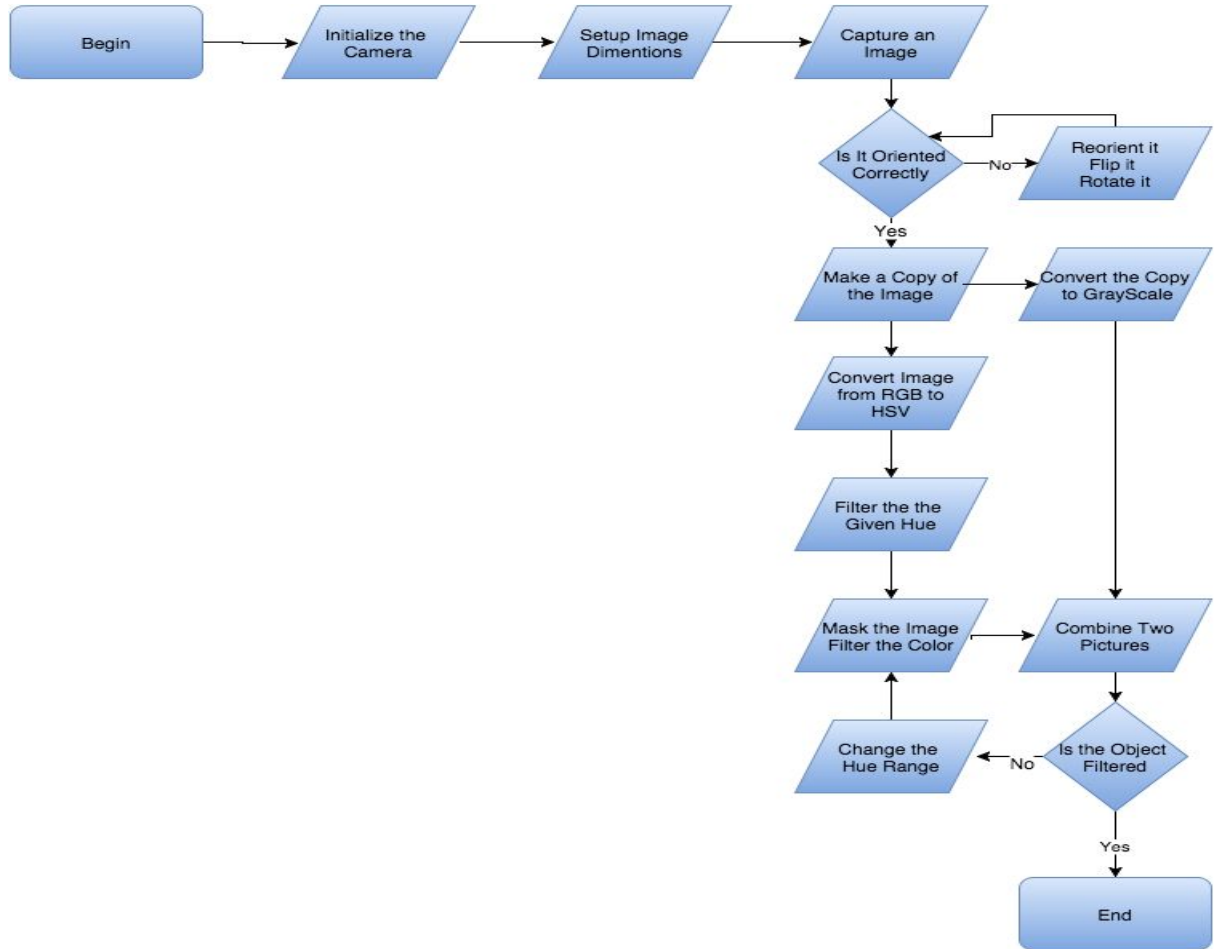 Begin
Initialize the
Camera
Setup Image
Dimentions
Capture an
Image
Is It Oriented
Correctly
No
Reorient it
Flip it
Rotate it
Yes
Make a Copy of
the Image
Convert the Copy
to GrayScale
Convert Image
from RGB to
HSV
Filter the the
Given Hue
Mask the Image
Filter the Color
Combine Two
Pictures
Change the
Hue Range
No
Is the Object
Filtered
Yes
End